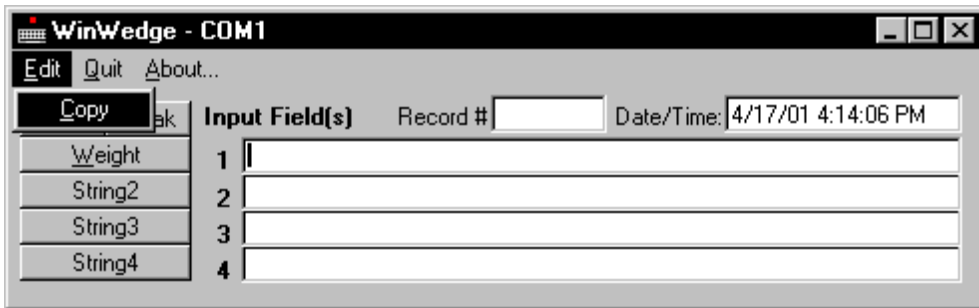 WinWedge - COM1
Edit Quit About...
Copy ak Input Field(s) Record # Date/Time: 4/17/01 4:14:06 PM
Weight 1
String2 2
String3 3
String4 4